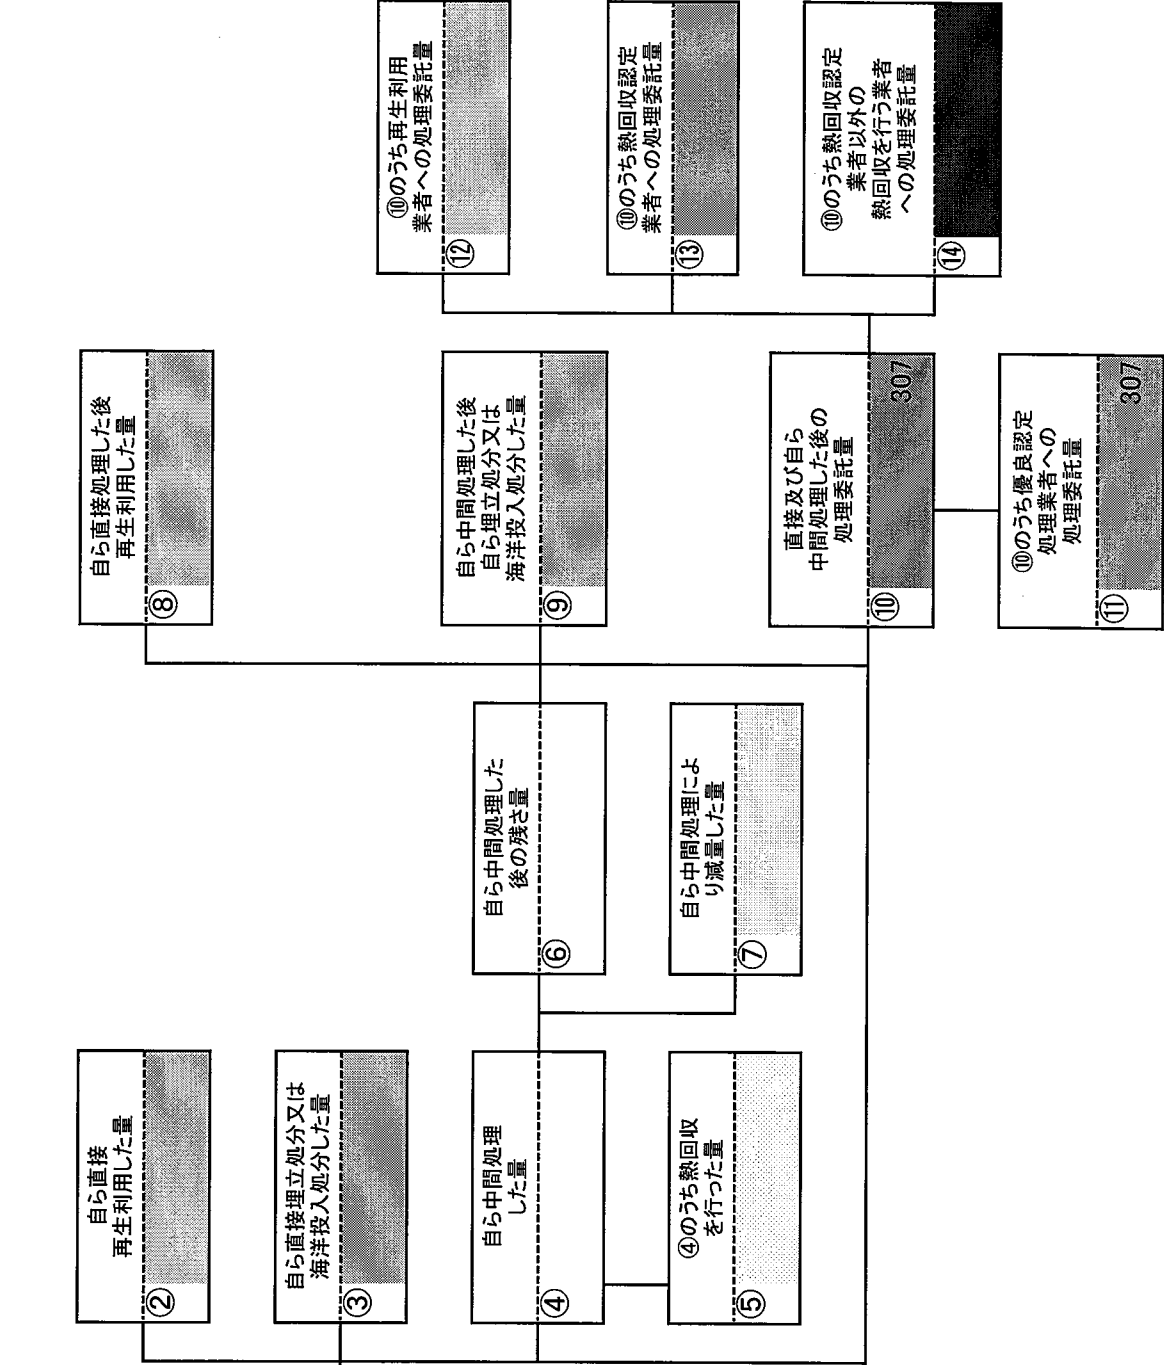 自ら直接
再生利用した量
②
自ら直接埋立処分又は
海洋投入処分した量
③
自ら中間処理
した量
④
④のうち熱回収
を行った量
⑤
自ら中間処理した
後の残さ量
⑥
自ら中間処理によ
り減量した量
⑦
自ら直接処理した後
再生利用した量
⑧
自ら中間処理した後
自ら埋立処分又は
海洋投入処分した量
⑨
直接及び自ら
中間処理した後の
処理委託量
⑩ 307
⑩のうち優良認定
処理業者への
処理委託量
⑪ 307
⑩のうち再生利用
業者への処理委託量
⑫
⑩のうち熱回収認定
業者への処理委託量
⑬
⑩のうち熱回収認定
業者以外の
熱回収を行う業者
への処理委託量
⑭